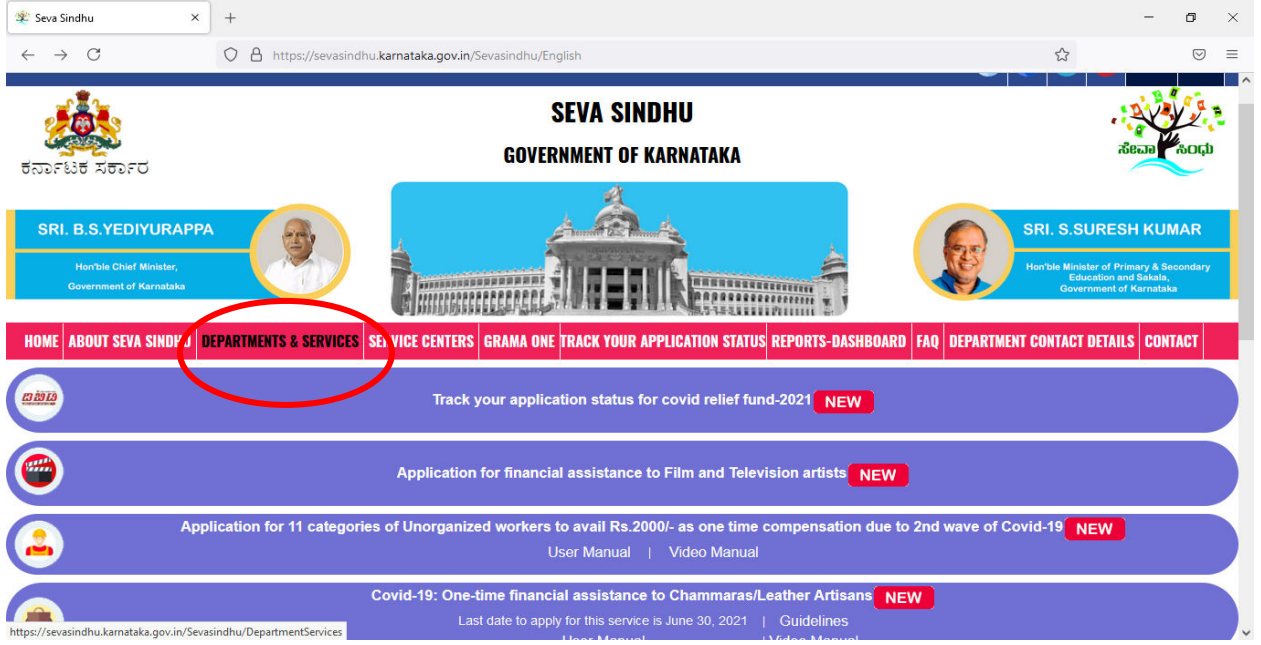 Seva Sindhu
https://sevasindhu.karnataka.gov.in/Sevasindhu/English
SEVA SINDHU
GOVERNMENT OF KARNATAKA
ಕರ್ನಾಟಕ ಸರ್ಕಾರ
ಸೇವಾ ಸಿಂಧು
SRI. B.S.YEDIYURAPPA
Hon'ble Chief Minister,
Government of Karnataka
SRI. S.SURESH KUMAR
Hon'ble Minister of Primary & Secondary
Education and Sakala,
Government of Karnataka
HOME ABOUT SEVA SINDHU DEPARTMENTS & SERVICES SERVICE CENTERS GRAMA ONE TRACK YOUR APPLICATION STATUS REPORTS-DASHBOARD FAQ DEPARTMENT CONTACT DETAILS CONTACT
Track your application status for covid relief fund-2021 NEW
Application for financial assistance to Film and Television artists NEW
Application for 11 categories of Unorganized workers to avail Rs.2000/- as one time compensation due to 2nd wave of Covid-19 NEW
User Manual | Video Manual
Covid-19: One-time financial assistance to Chammaras/Leather Artisans NEW
Last date to apply for this service is June 30, 2021 | Guidelines
User Manual | Video Manual
https://sevasindhu.karnataka.gov.in/Sevasindhu/DepartmentServices